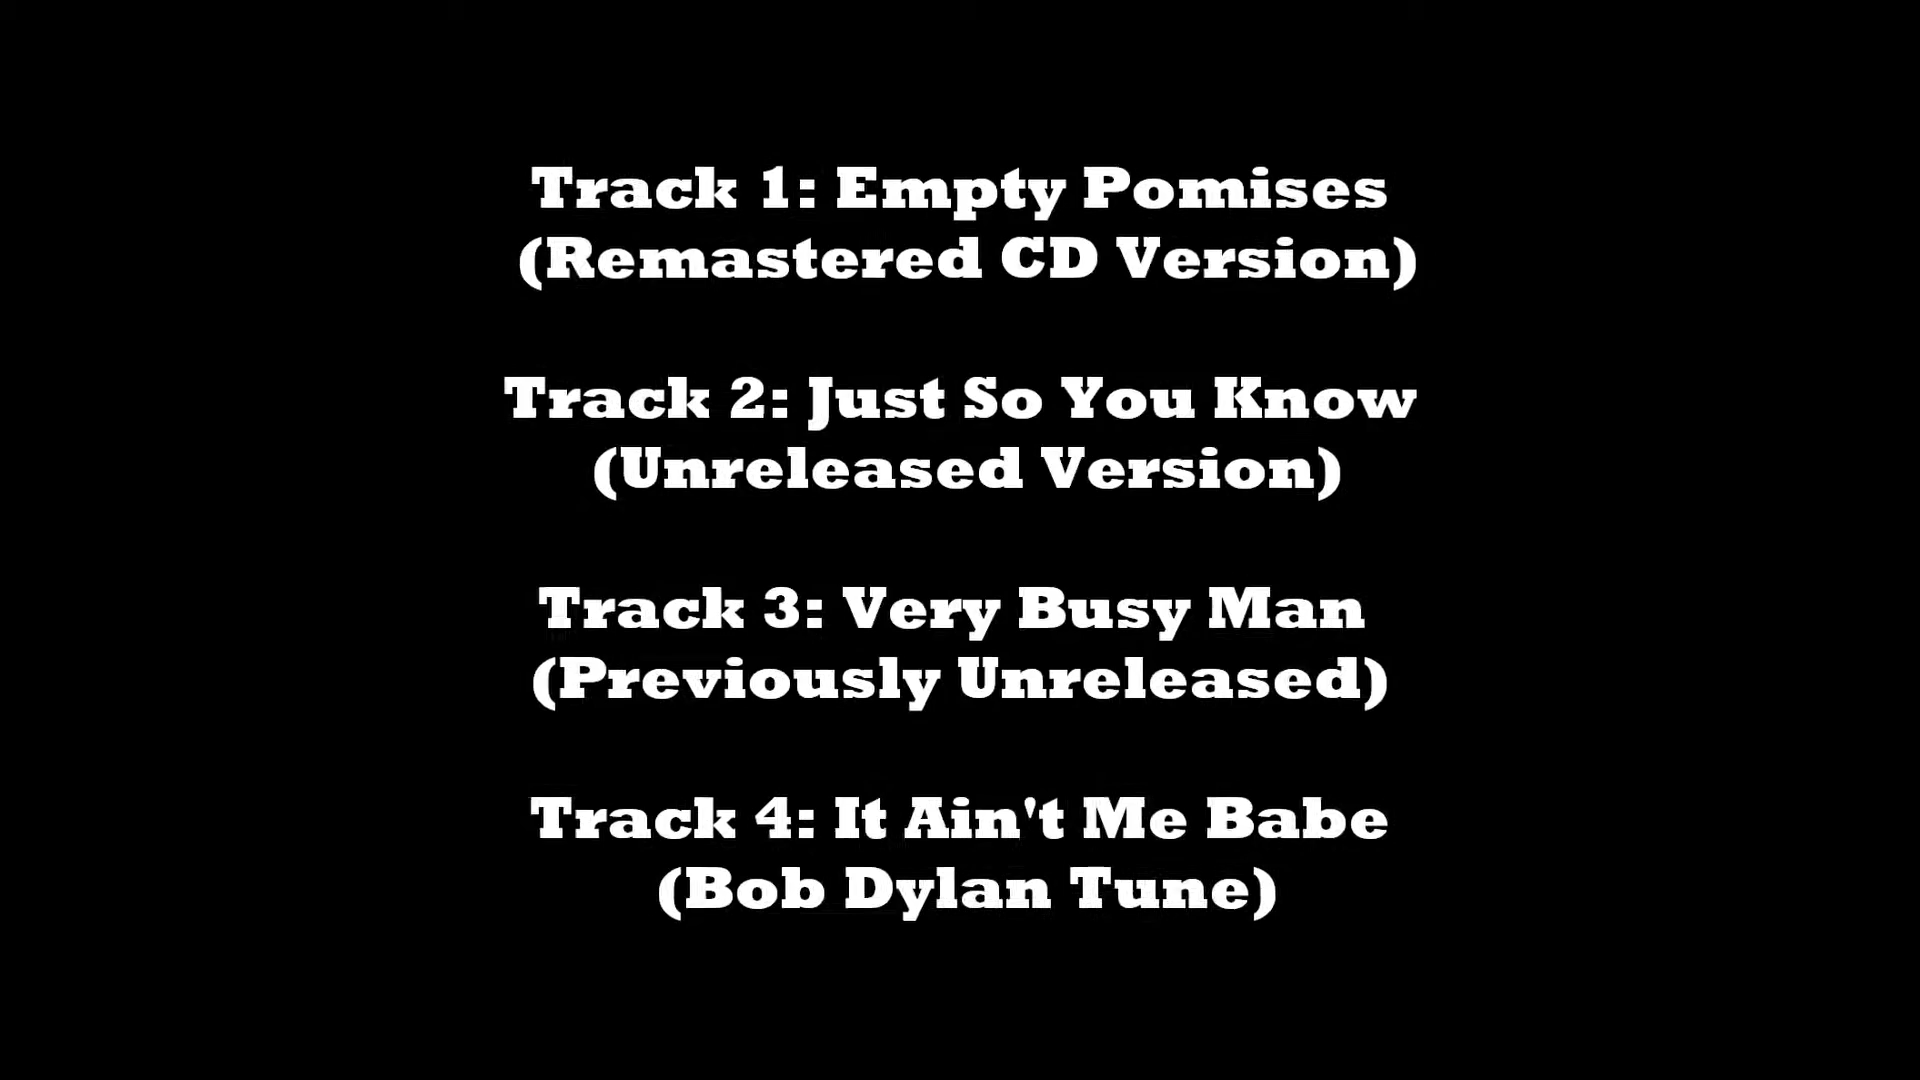 Track 1: Empty Pomises
(Remastered CD Version)
Track 2: Just So You Know
(Unreleased Version)
Track 3: Very Busy Man
(Previously Unreleased)
Track 4: It Ain't Me Babe
(Bob Dylan Tune)